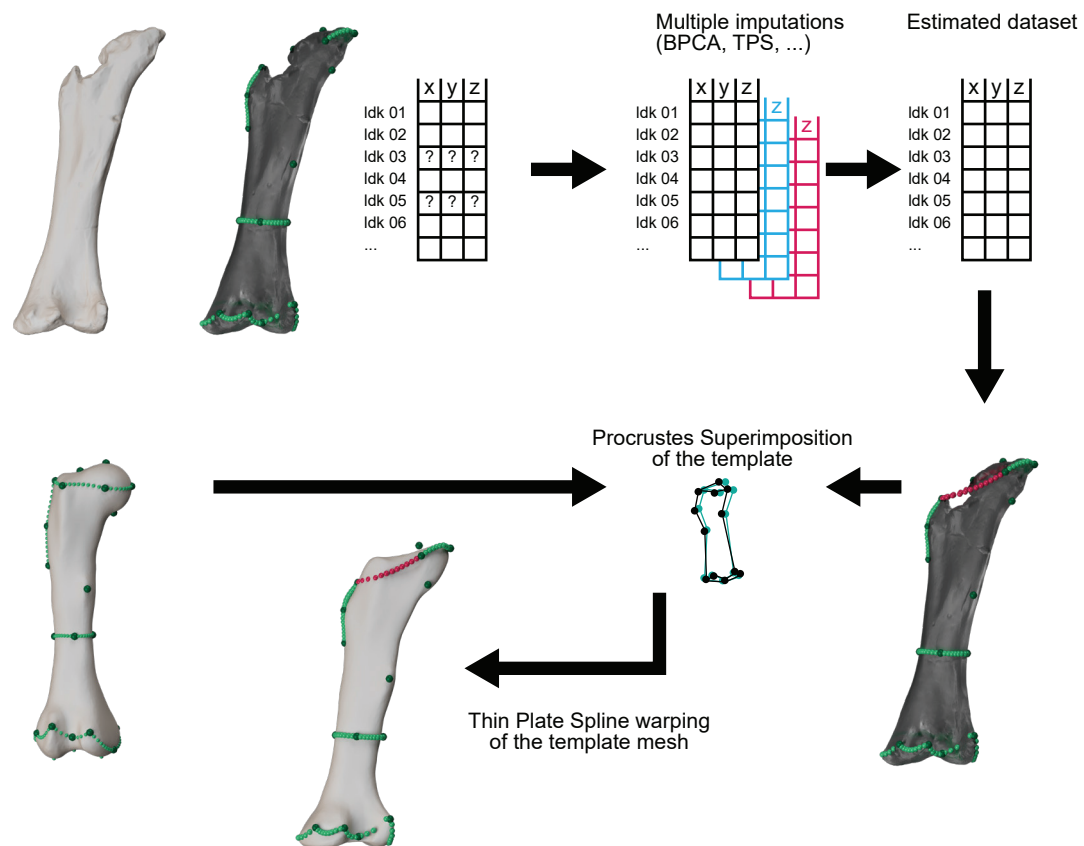 Multiple imputations
(BPCA, TPS, ...)
Estimated dataset
x y z
ldk 01
ldk 02
ldk 03 ? ? ?
ldk 04
ldk 05 ? ? ?
ldk 06
...
x y z
z
z
ldk 01
ldk 02
ldk 03
ldk 04
ldk 05
ldk 06
...
x y z
ldk 01
ldk 02
ldk 03
ldk 04
ldk 05
ldk 06
...
Procrustes Superimposition
of the template
Thin Plate Spline warping
of the template mesh